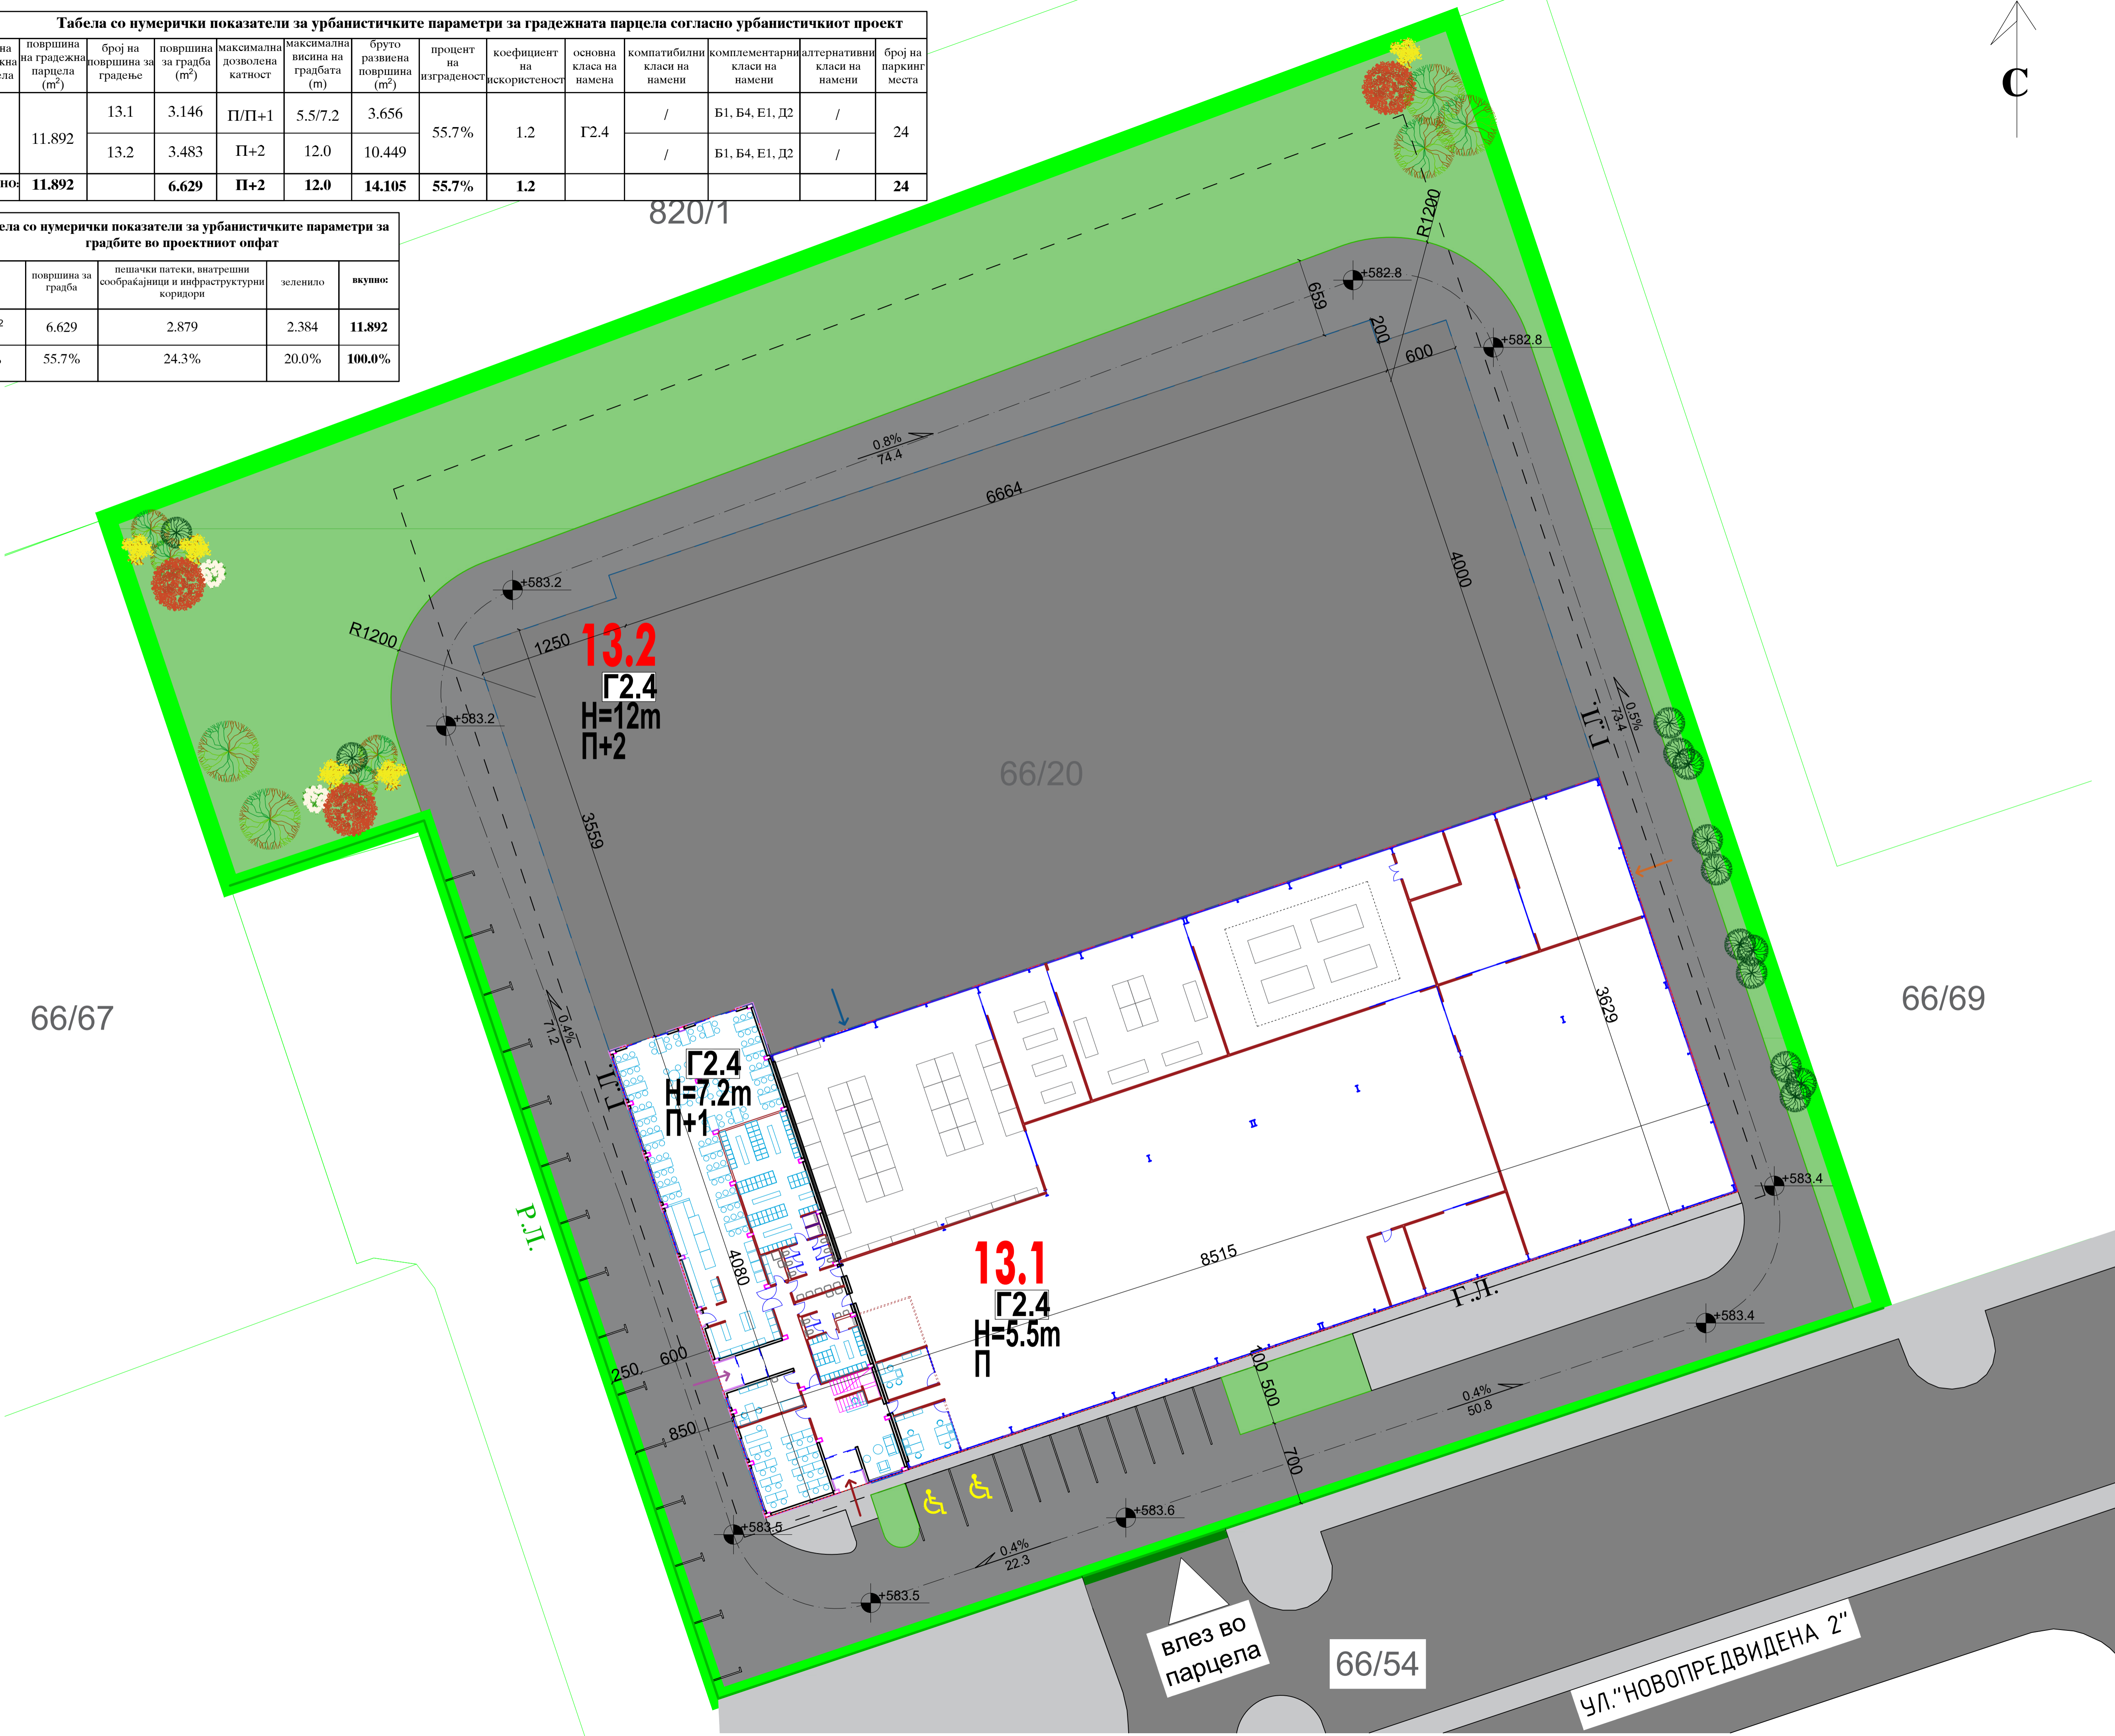 Табела со нумерички показатели за урбанистичките параметри за градежната парцела согласно урбанистичкиот проект
површина на градежна парцела (m²)
број на површина за градење
површина за градба (m²)
максимална дозволена катност
максимална висина на градбата (m)
бруто развиена површина (m²)
процент на изграденост
коефициент на искористеност
основна класа на намена
компатибилни класи на намени
комплементарни класи на намени
алтернативни класи на намени
број на паркинг места
11.892
13.1 3.146 П/П+1 5.5/7.2 3.656
/ Б1, Б4, Е1, Д2 /
55.7% 1.2 Г2.4 24
13.2 3.483 П+2 12.0 10.449
/ Б1, Б4, Е1, Д2 /
11.892 6.629 П+2 12.0 14.105 55.7% 1.2 24
со нумерички показатели за урбанистичките параметри за
градбите во проектниот опфат
површина за градба
пешачки патеки, внатрешни сообраќајници и инфраструктурни коридори
зеленило
вкупно:
6.629 2.879 2.384 11.892
55.7% 24.3% 20.0% 100.0%
С
820/1
R1200
+582.8
659
200
600
+582.8
0.8%
74.4
6664
4000
+583.2
R1200
1250
13.2
Г2.4
H=12m
П+2
+583.2
66/20
Г.Л.
0.5%
73.4
3559
66/67
66/69
0.4%
71.2
Г.Л.
Г2.4
H=7.2m
П+1
3629
Р.Л.
4080
8515
+583.4
13.1
Г2.4
H=5.5m
П
Г.Л.
+583.4
250
600
850
100
500
700
0.4%
50.8
+583.5
+583.6
0.4%
22.3
+583.5
влез во
парцела
66/54
УЛ."НОВОПРЕДВИДЕНА 2"